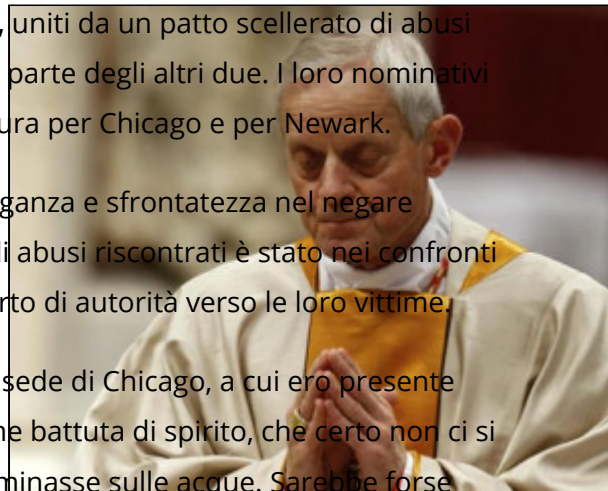 , uniti da un patto scellerato di abusi
parte degli altri due. I loro nominativi
ura per Chicago e per Newark.
ganza e sfrontatezza nel negare
li abusi riscontrati è stato nei confronti
rto di autorità verso le loro vittime.
sede di Chicago, a cui ero presente
ne battuta di spirito, che certo non ci si
minasse sulle acque. Sarebbe forse